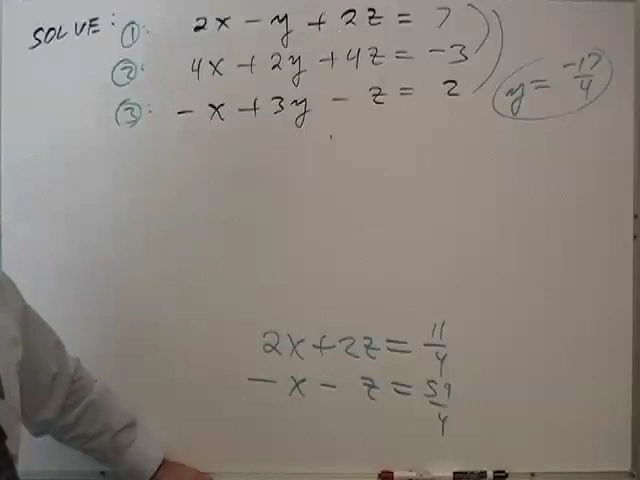 SOLVE: ①: 2x - y + 2z = 7
②: 4x + 2y + 4z = -3
③: -x + 3y - z = 2
y = -17/4
2x + 2z = 11/4
-x - z = 59/4